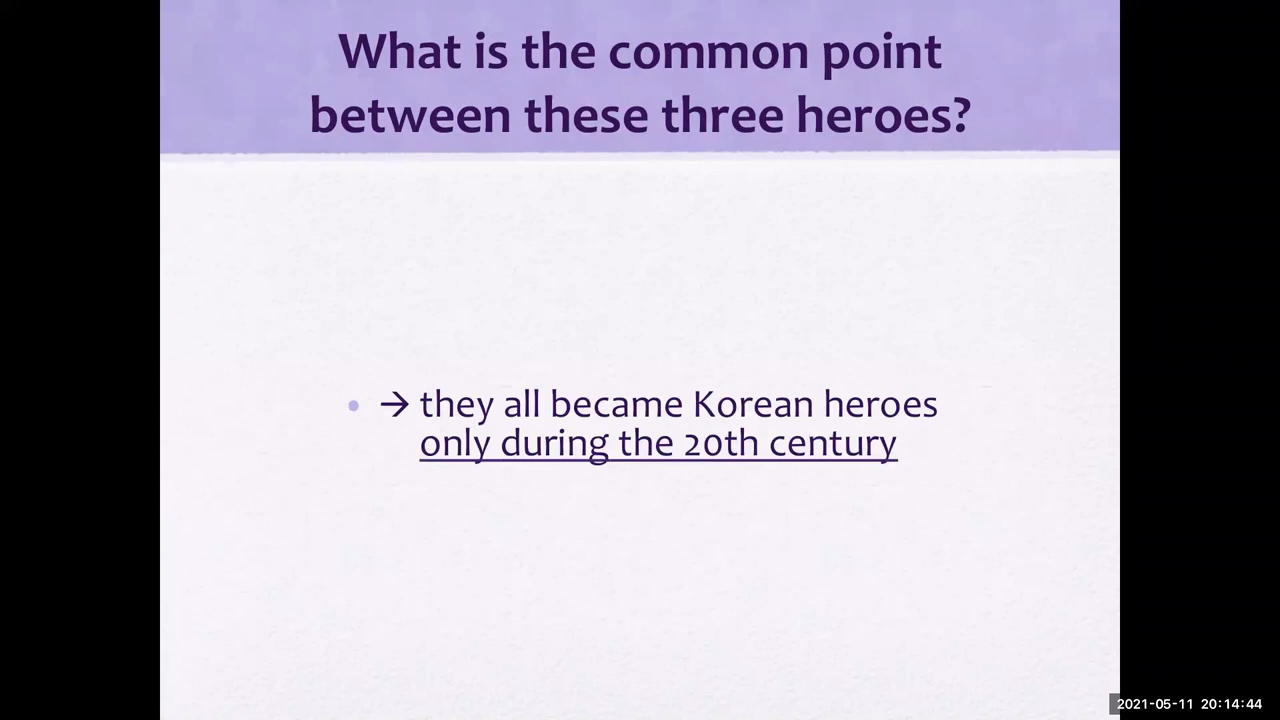 What is the common point
between these three heroes?
• → they all became Korean heroes
only during the 20th century
2021-05-11 20:14:44